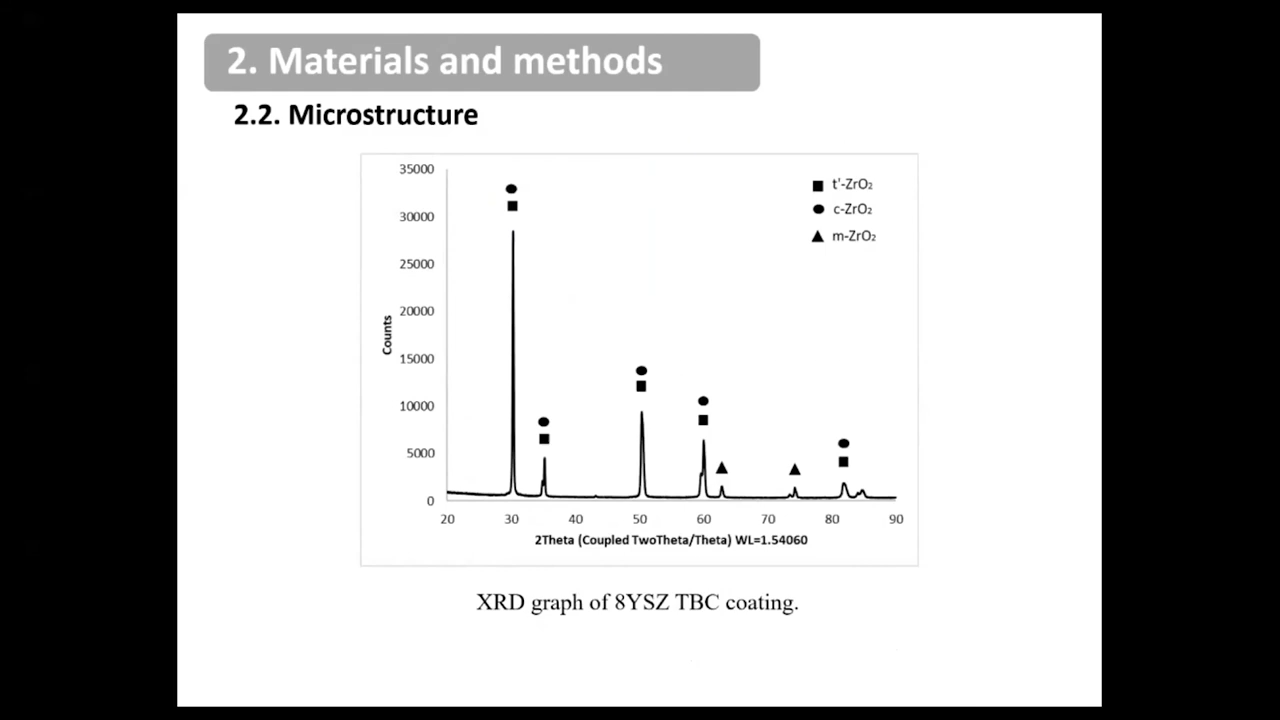 2. Materials and methods
2.2. Microstructure
35000
30000
25000
20000
15000
10000
5000
0
Counts
t'-ZrO₂
c-ZrO₂
m-ZrO₂
20 30 40 50 60 70 80 90
2Theta (Coupled TwoTheta/Theta) WL=1.54060
XRD graph of 8YSZ TBC coating.